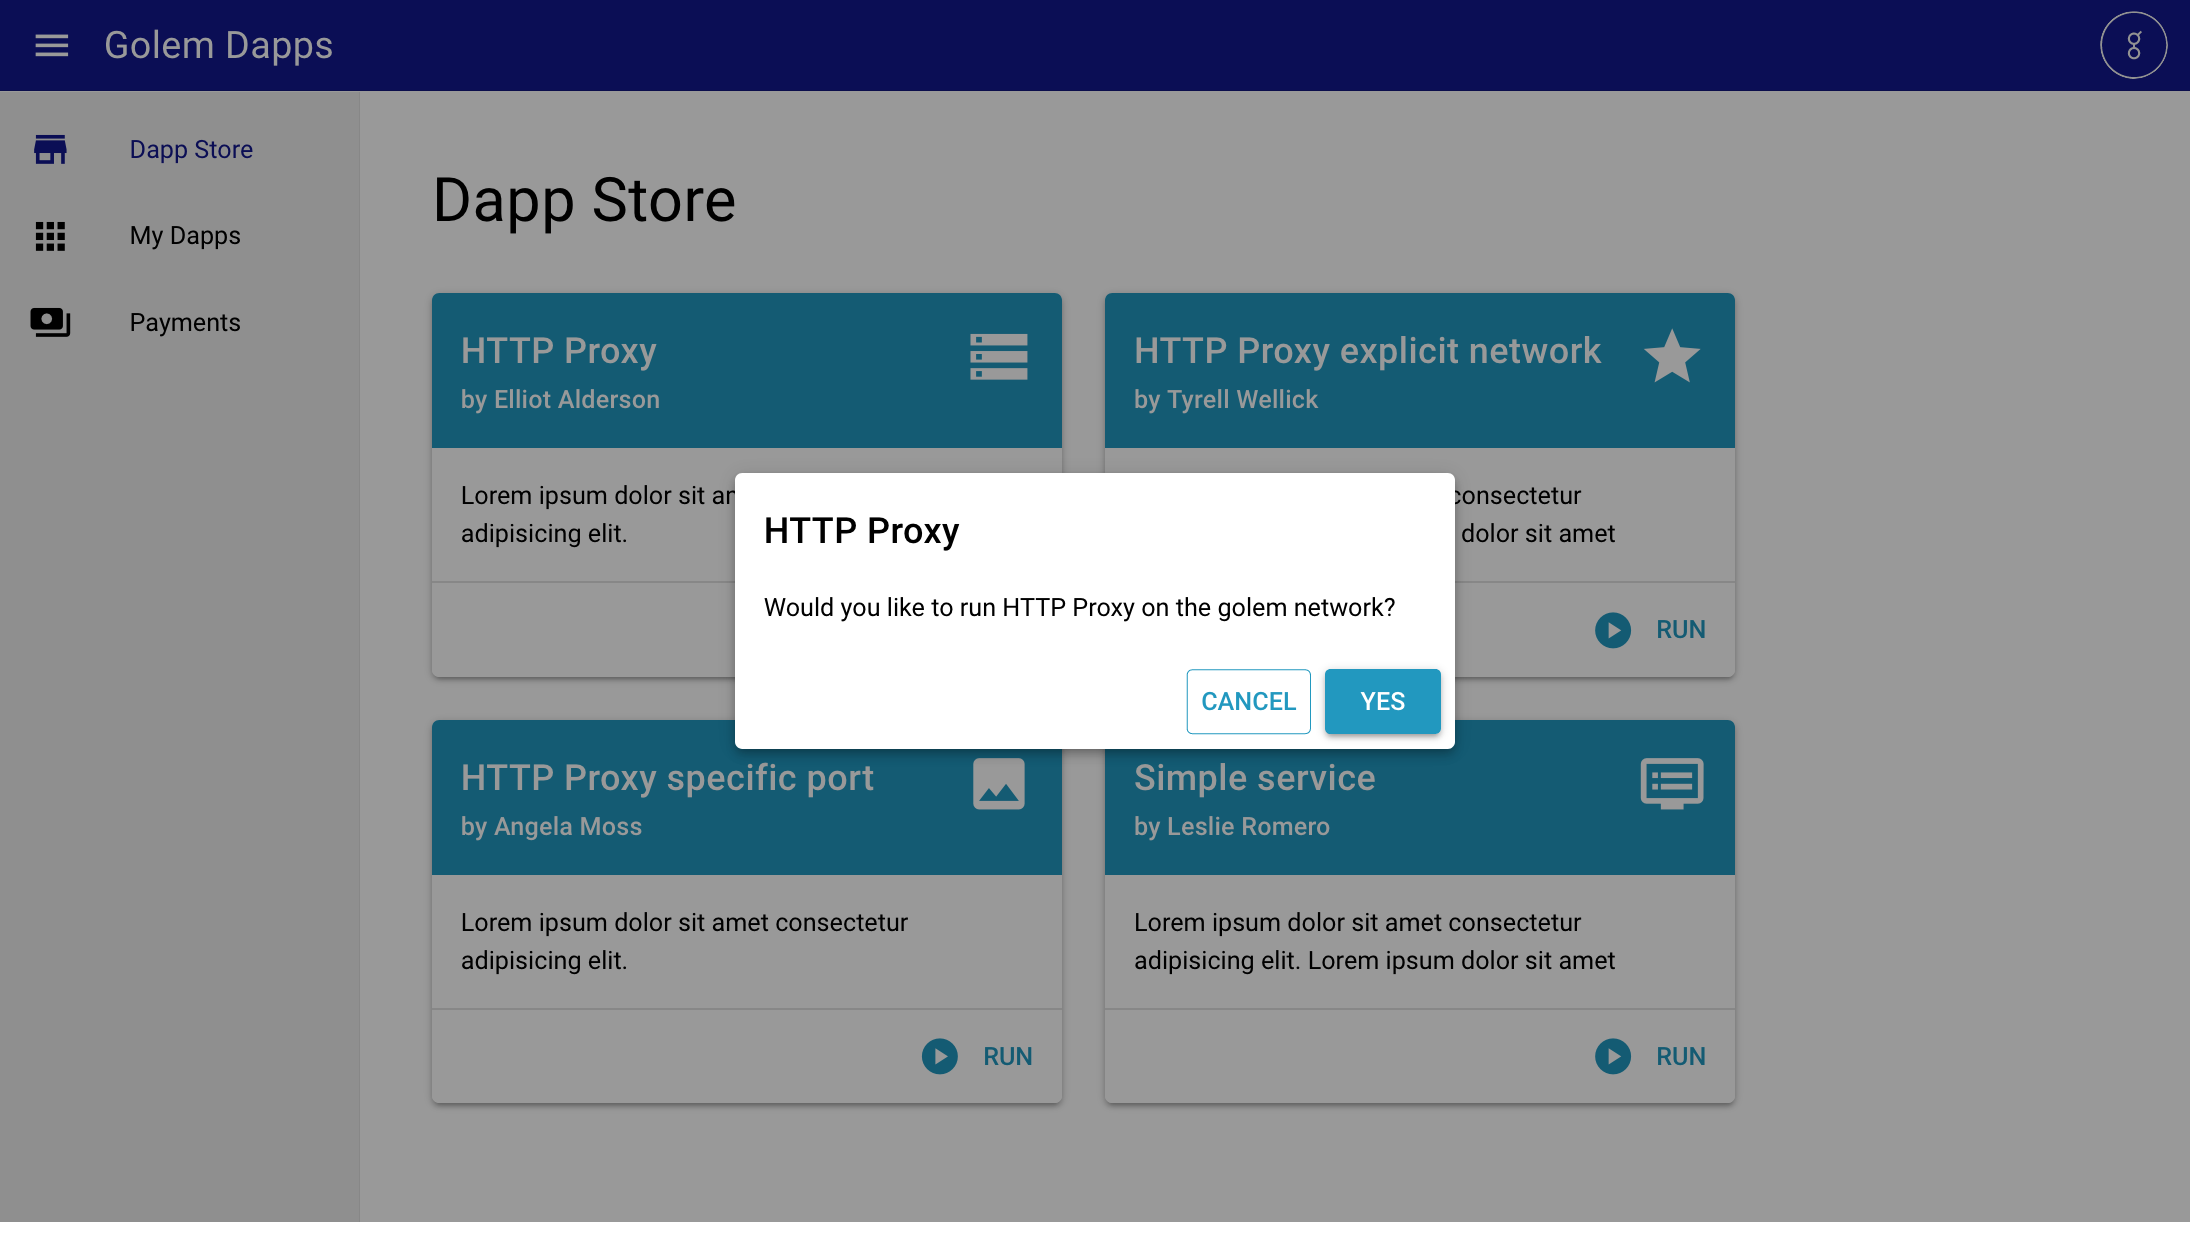 Golem Dapps
Dapp Store
My Dapps
Payments
Dapp Store
HTTP Proxy
by Elliot Alderson
Lorem ipsum dolor sit
adipisicing elit.
HTTP Proxy explicit network
by Tyrell Wellick
consectetur
dolor sit amet
RUN
HTTP Proxy
Would you like to run HTTP Proxy on the golem network?
CANCEL
YES
HTTP Proxy specific port
by Angela Moss
Lorem ipsum dolor sit amet consectetur
adipisicing elit.
RUN
Simple service
by Leslie Romero
Lorem ipsum dolor sit amet consectetur
adipisicing elit. Lorem ipsum dolor sit amet
RUN